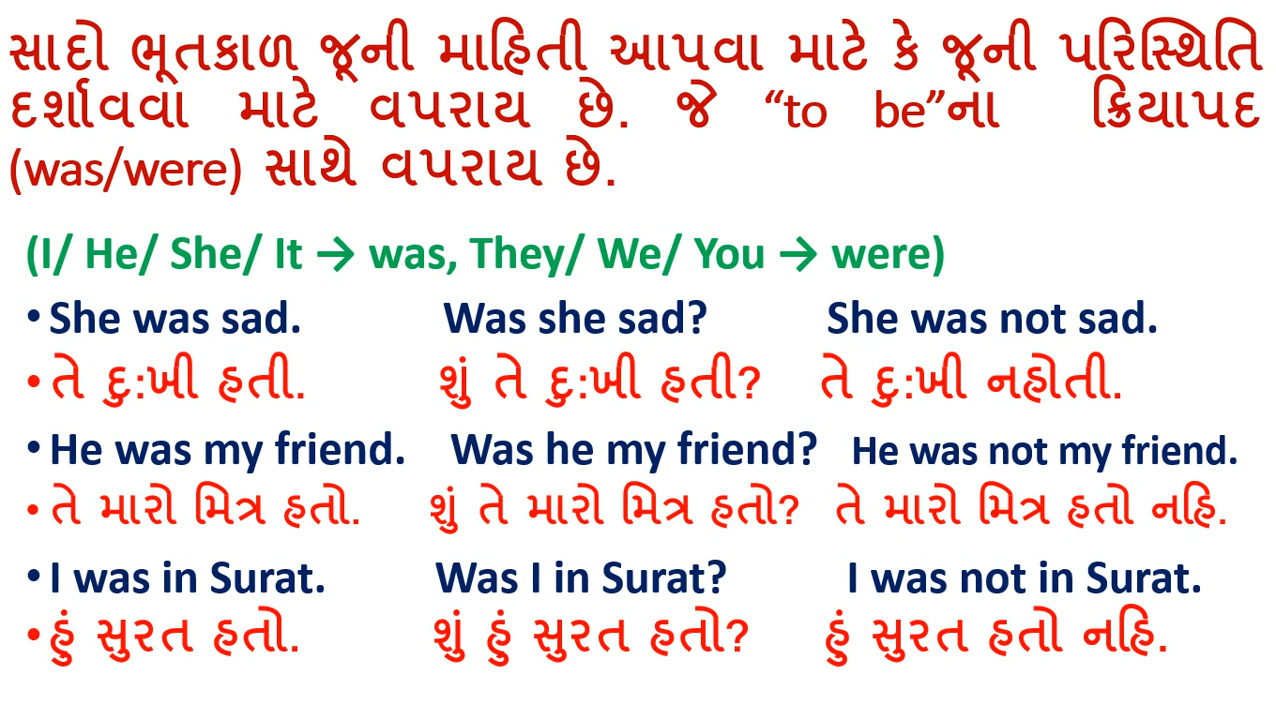 સાદો ભૂતકાળ જૂની માહિતી આપવા માટે કે જૂની પરિસ્થિતિ
દર્શાવવા માટે વપરાય છે. જે “to be”ના ક્રિયાપદ
(was/were) સાથે વપરાય છે.
(I/ He/ She/ It → was, They/ We/ You → were)
• She was sad. Was she sad? She was not sad.
• તે દુ:ખી હતી. શું તે દુ:ખી હતી? તે દુ:ખી નહોતી.
• He was my friend. Was he my friend? He was not my friend.
• તે મારો મિત્ર હતો. શું તે મારો મિત્ર હતો? તે મારો મિત્ર હતો નહિ.
• I was in Surat. Was I in Surat? I was not in Surat.
• હું સુરત હતો. શું હું સુરત હતો? હું સુરત હતો નહિ.